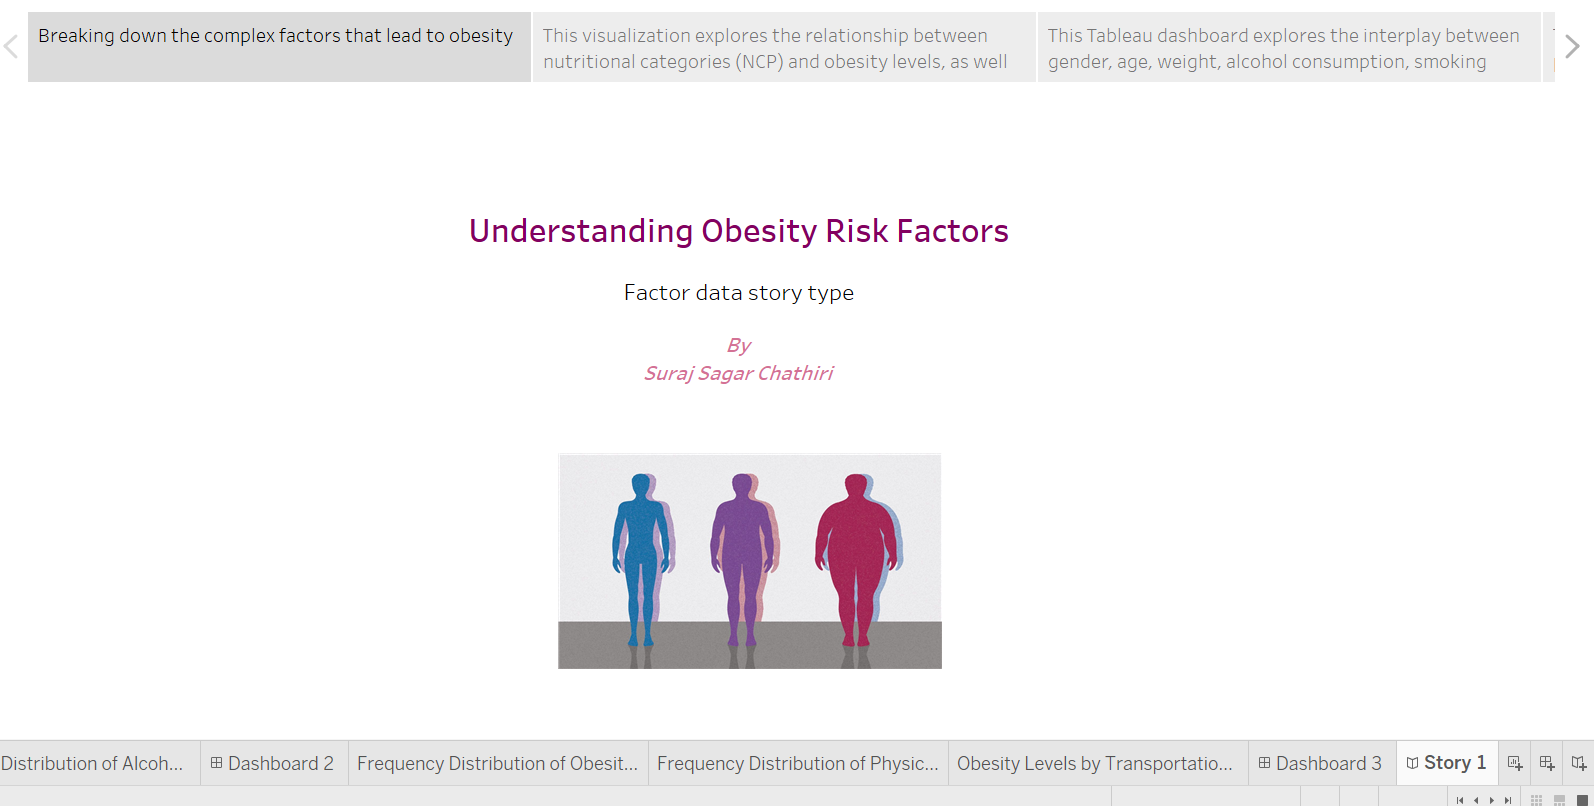 Breaking down the complex factors that lead to obesity
This visualization explores the relationship between
nutritional categories (NCP) and obesity levels, as well
This Tableau dashboard explores the interplay between
gender, age, weight, alcohol consumption, smoking
Understanding Obesity Risk Factors
Factor data story type
By
Suraj Sagar Chathiri
Distribution of Alcoh...
Dashboard 2
Frequency Distribution of Obesit...
Frequency Distribution of Physic...
Obesity Levels by Transportatio...
Dashboard 3
Story 1